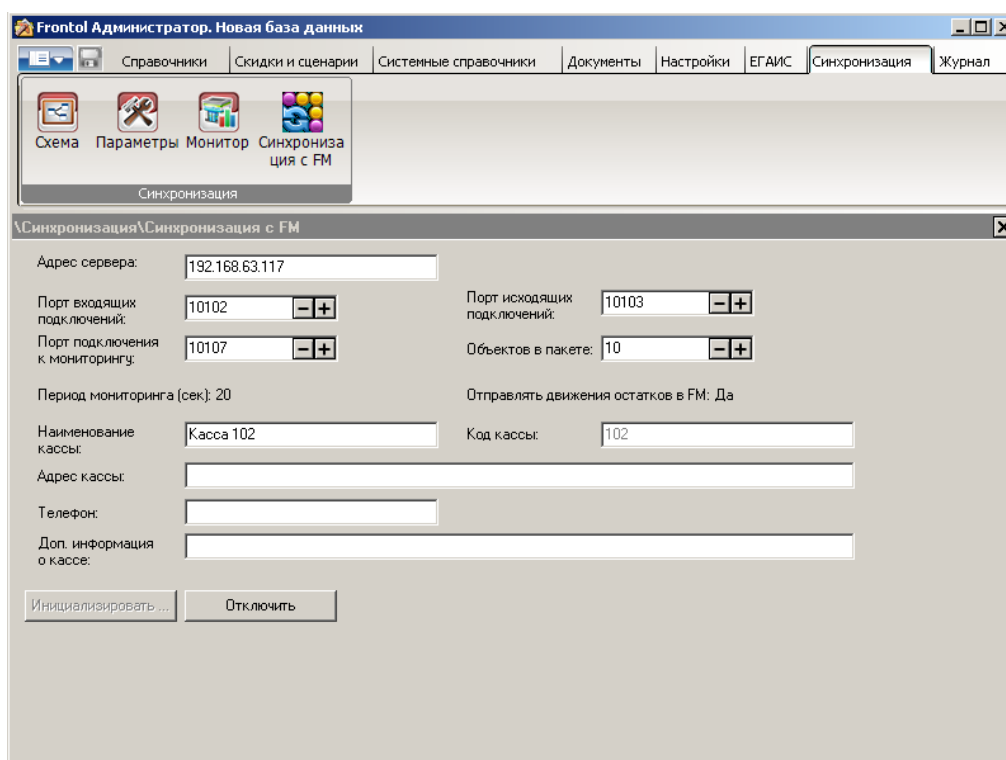 Frontol Администратор. Новая база данных
Справочники Скидки и сценарии Системные справочники Документы Настройки ЕГАИС Синхронизация Журнал
Схема Параметры Монитор Синхрониза
ция с FM
Синхронизация
\Синхронизация\Синхронизация с FM
Адрес сервера: 192.168.63.117
Порт входящих
подключений: 10102
Порт исходящих
подключений: 10103
Порт подключения
к мониторингу: 10107
Объектов в пакете: 10
Период мониторинга (сек): 20 Отправлять движения остатков в FM: Да
Наименование
кассы: Касса 102
Код кассы: 102
Адрес кассы:
Телефон:
Доп. информация
о кассе:
Инициализировать ... Отключить